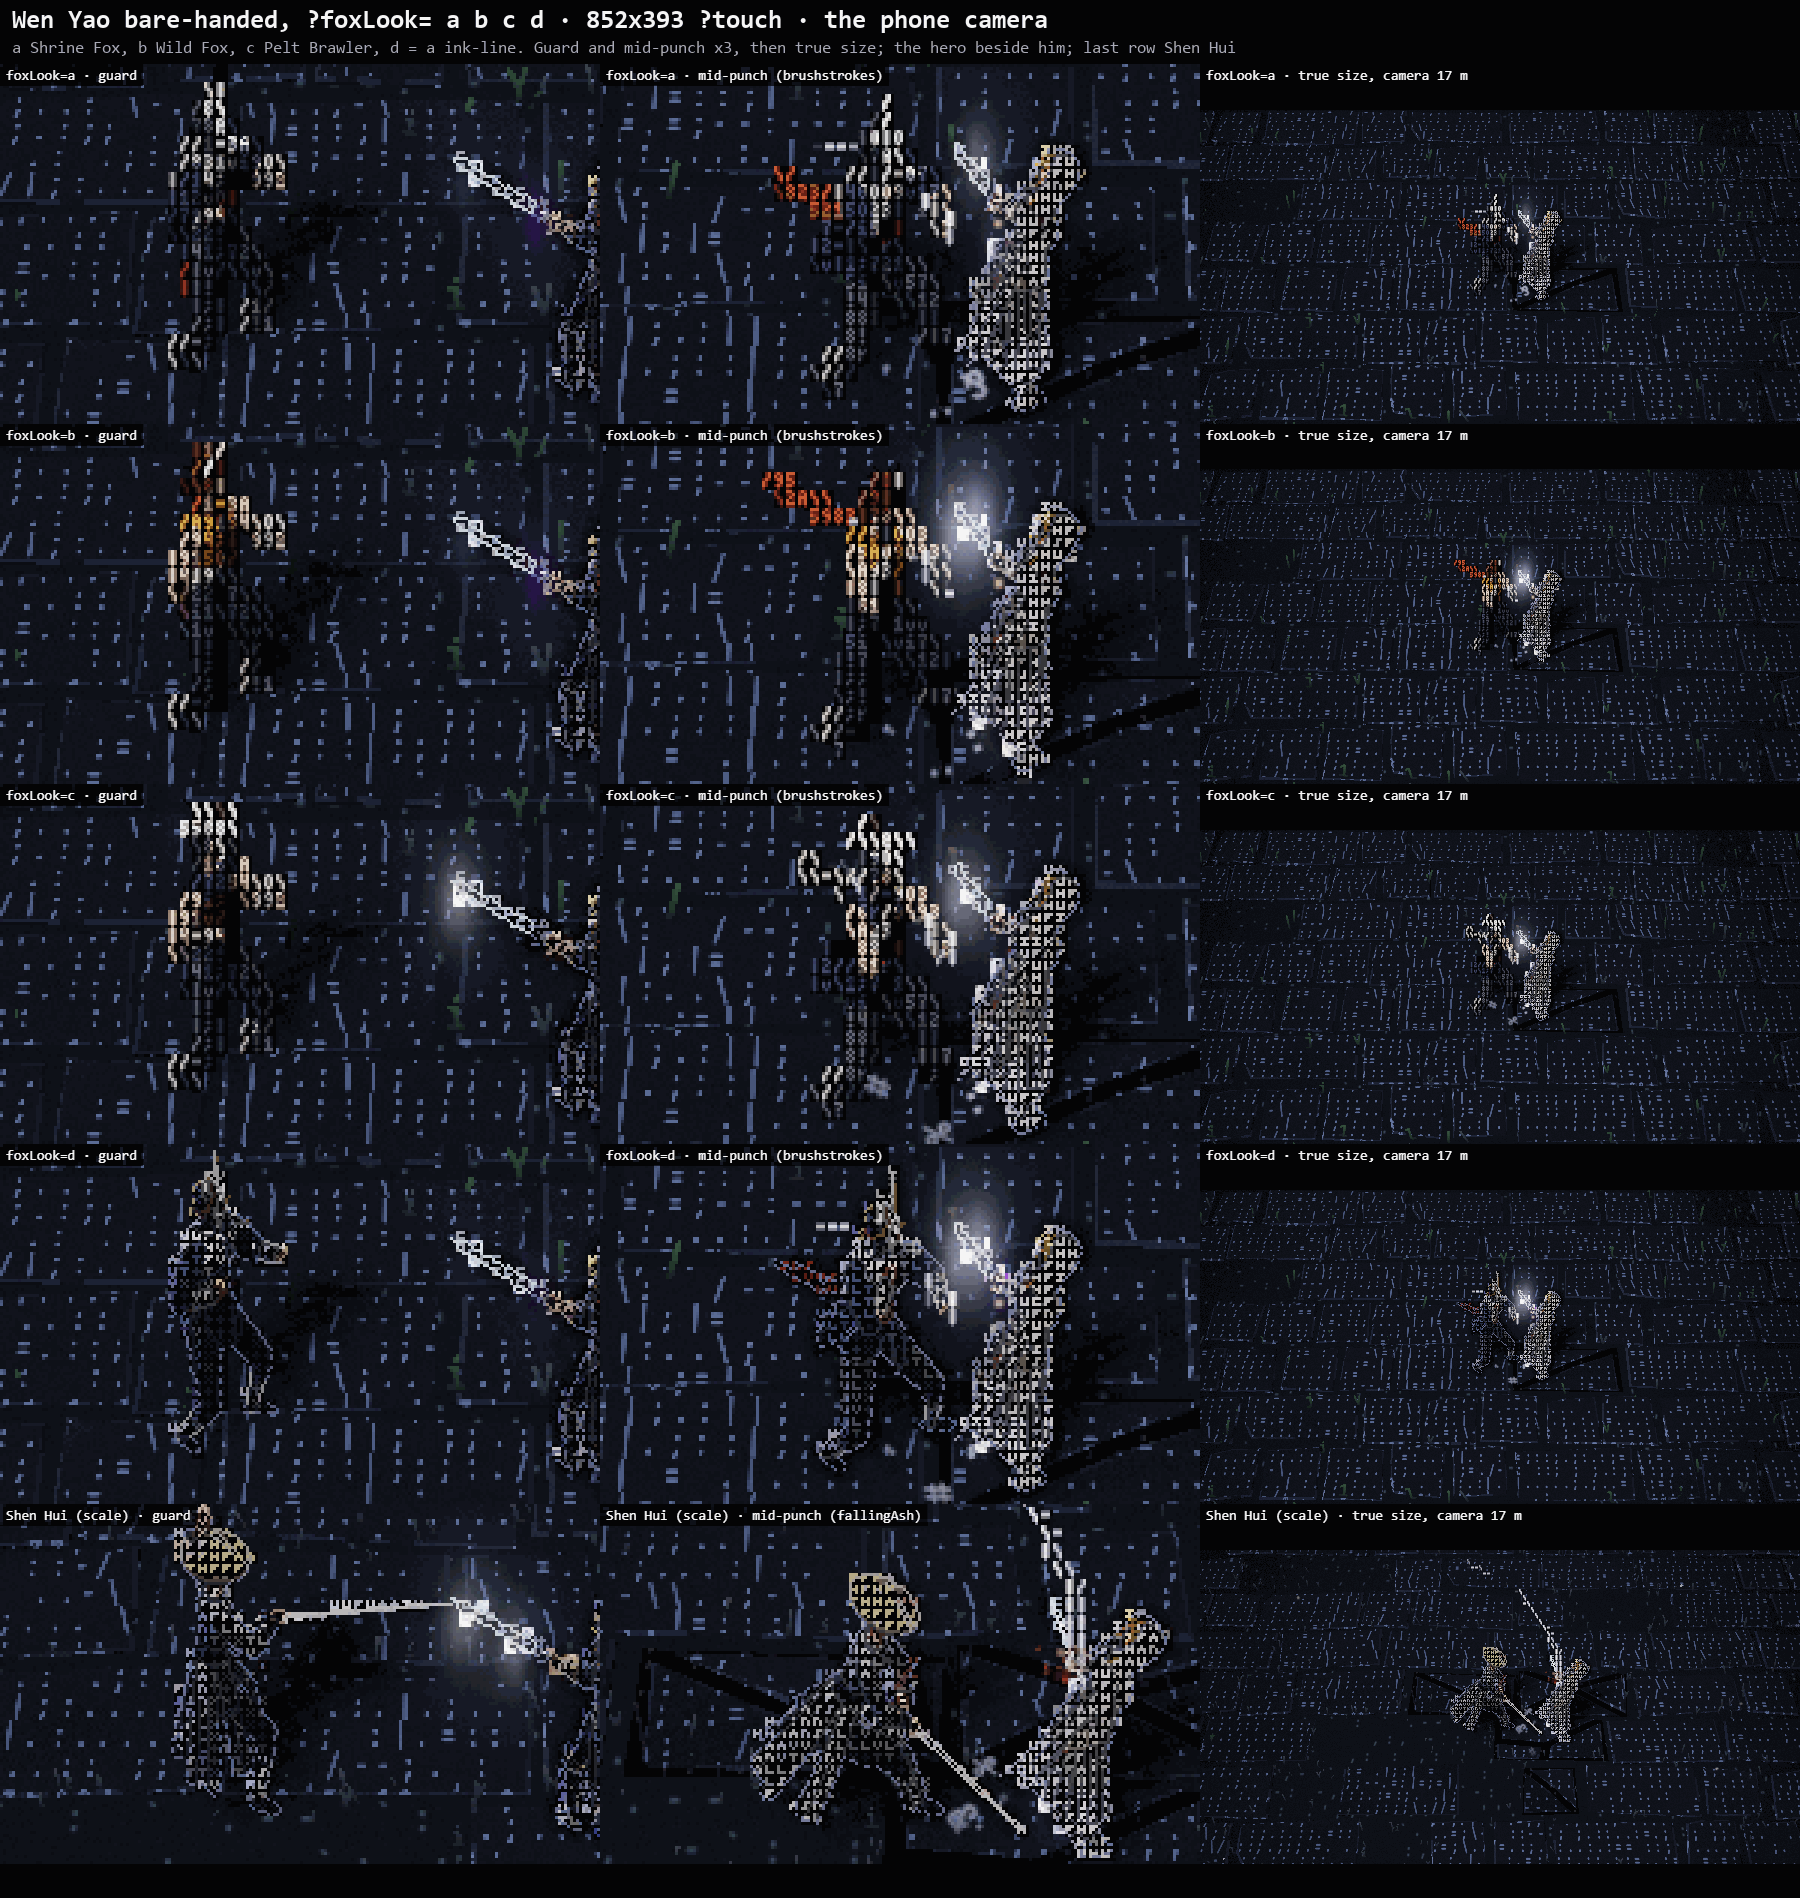 Wen Yao bare-handed, ?foxLook= a b c d · 852x393 ?touch · the phone camera
a Shrine Fox, b Wild Fox, c Pelt Brawler, d = a ink-line. Guard and mid-punch x3, then true size; the hero beside him; last row Shen Hui
foxLook=a · guard
foxLook=a · mid-punch (brushstrokes)
foxLook=a · true size, camera 17 m
foxLook=b · guard
foxLook=b · mid-punch (brushstrokes)
foxLook=b · true size, camera 17 m
foxLook=c · guard
foxLook=c · mid-punch (brushstrokes)
foxLook=c · true size, camera 17 m
foxLook=d · guard
foxLook=d · mid-punch (brushstrokes)
foxLook=d · true size, camera 17 m
Shen Hui (scale) · guard
Shen Hui (scale) · mid-punch (fallingAsh)
Shen Hui (scale) · true size, camera 17 m